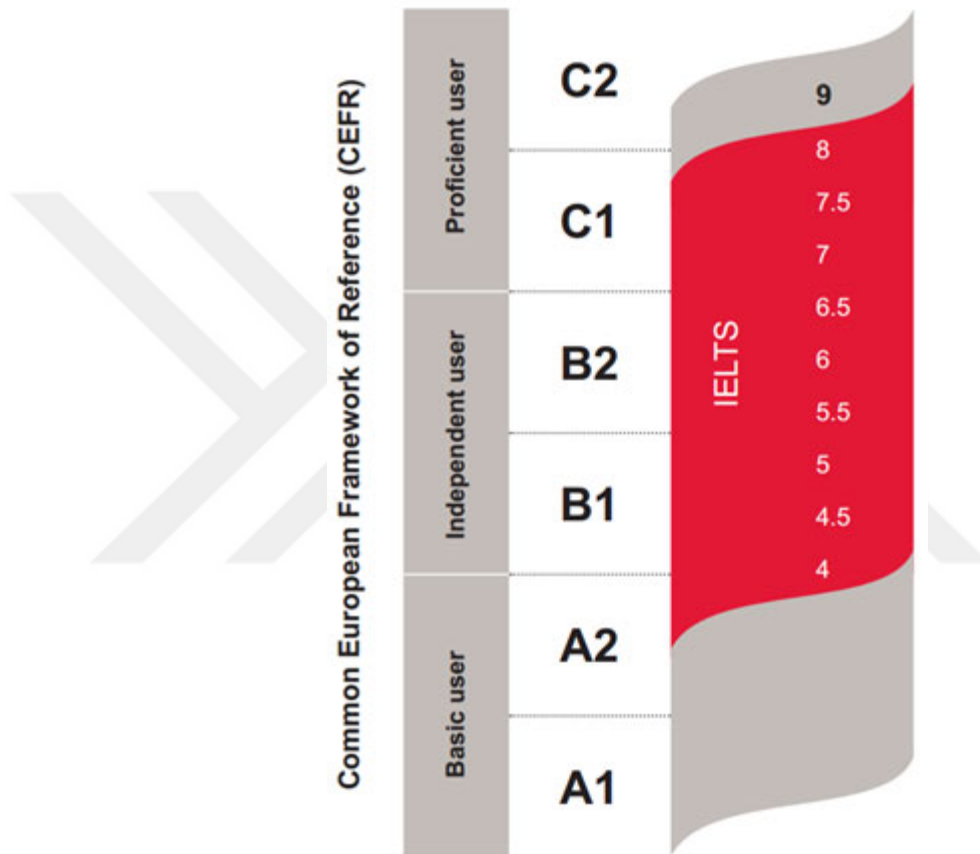 Common European Framework of Reference (CEFR)
Proficient user
Independent user
Basic user
C2
C1
B2
B1
A2
A1
IELTS
9
8
7.5
7
6.5
6
5.5
5
4.5
4